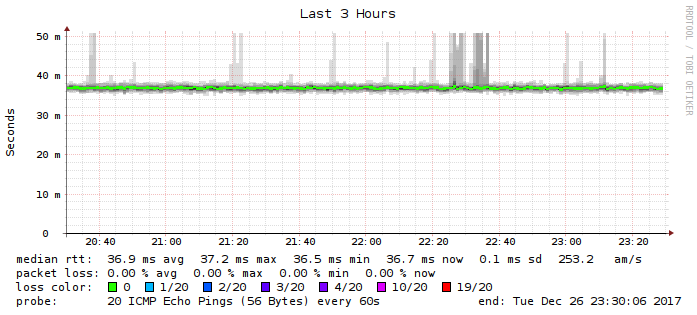 Last 3 Hours
RRDTOOL / TOBI OETIKER
Seconds
50 m
40 m
30 m
20 m
10 m
0
20:40 21:00 21:20 21:40 22:00 22:20 22:40 23:00 23:20
median rtt: 36.9 ms avg 37.2 ms max 36.5 ms min 36.7 ms now 0.1 ms sd 253.2 am/s
packet loss: 0.00 % avg 0.00 % max 0.00 % min 0.00 % now
loss color: 0 1/20 2/20 3/20 4/20 10/20 19/20
probe: 20 ICMP Echo Pings (56 Bytes) every 60s end: Tue Dec 26 23:30:06 2017